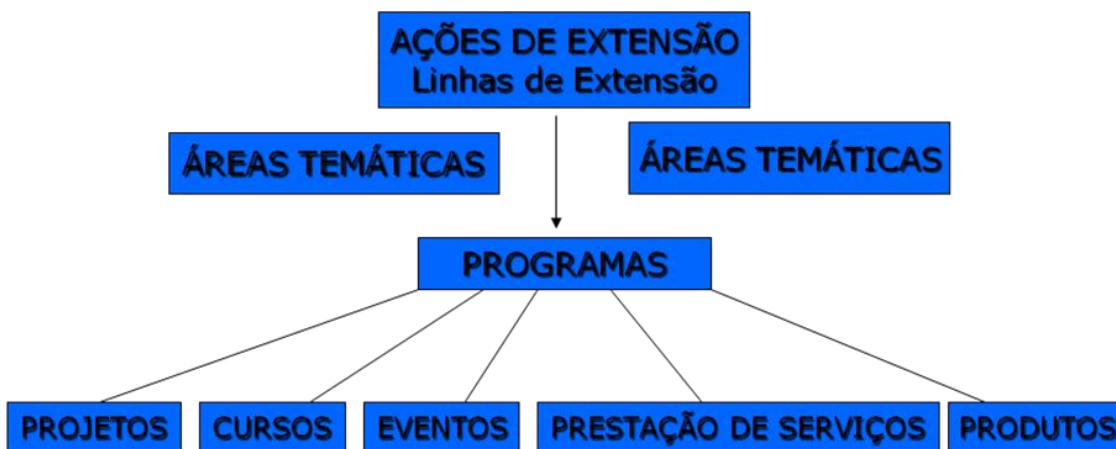 AÇÕES DE EXTENSÃO
Linhas de Extensão
ÁREAS TEMÁTICAS
ÁREAS TEMÁTICAS
PROGRAMAS
PROJETOS
CURSOS
EVENTOS
PRESTAÇÃO DE SERVIÇOS
PRODUTOS